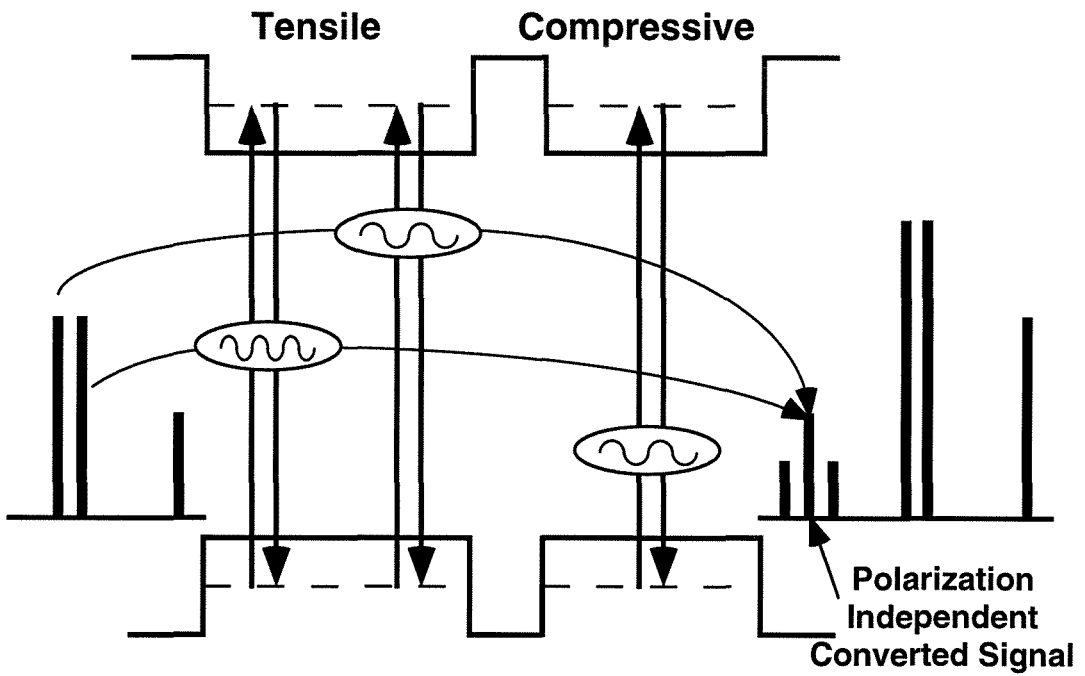 Tensile
Compressive
Polarization
Independent
Converted Signal